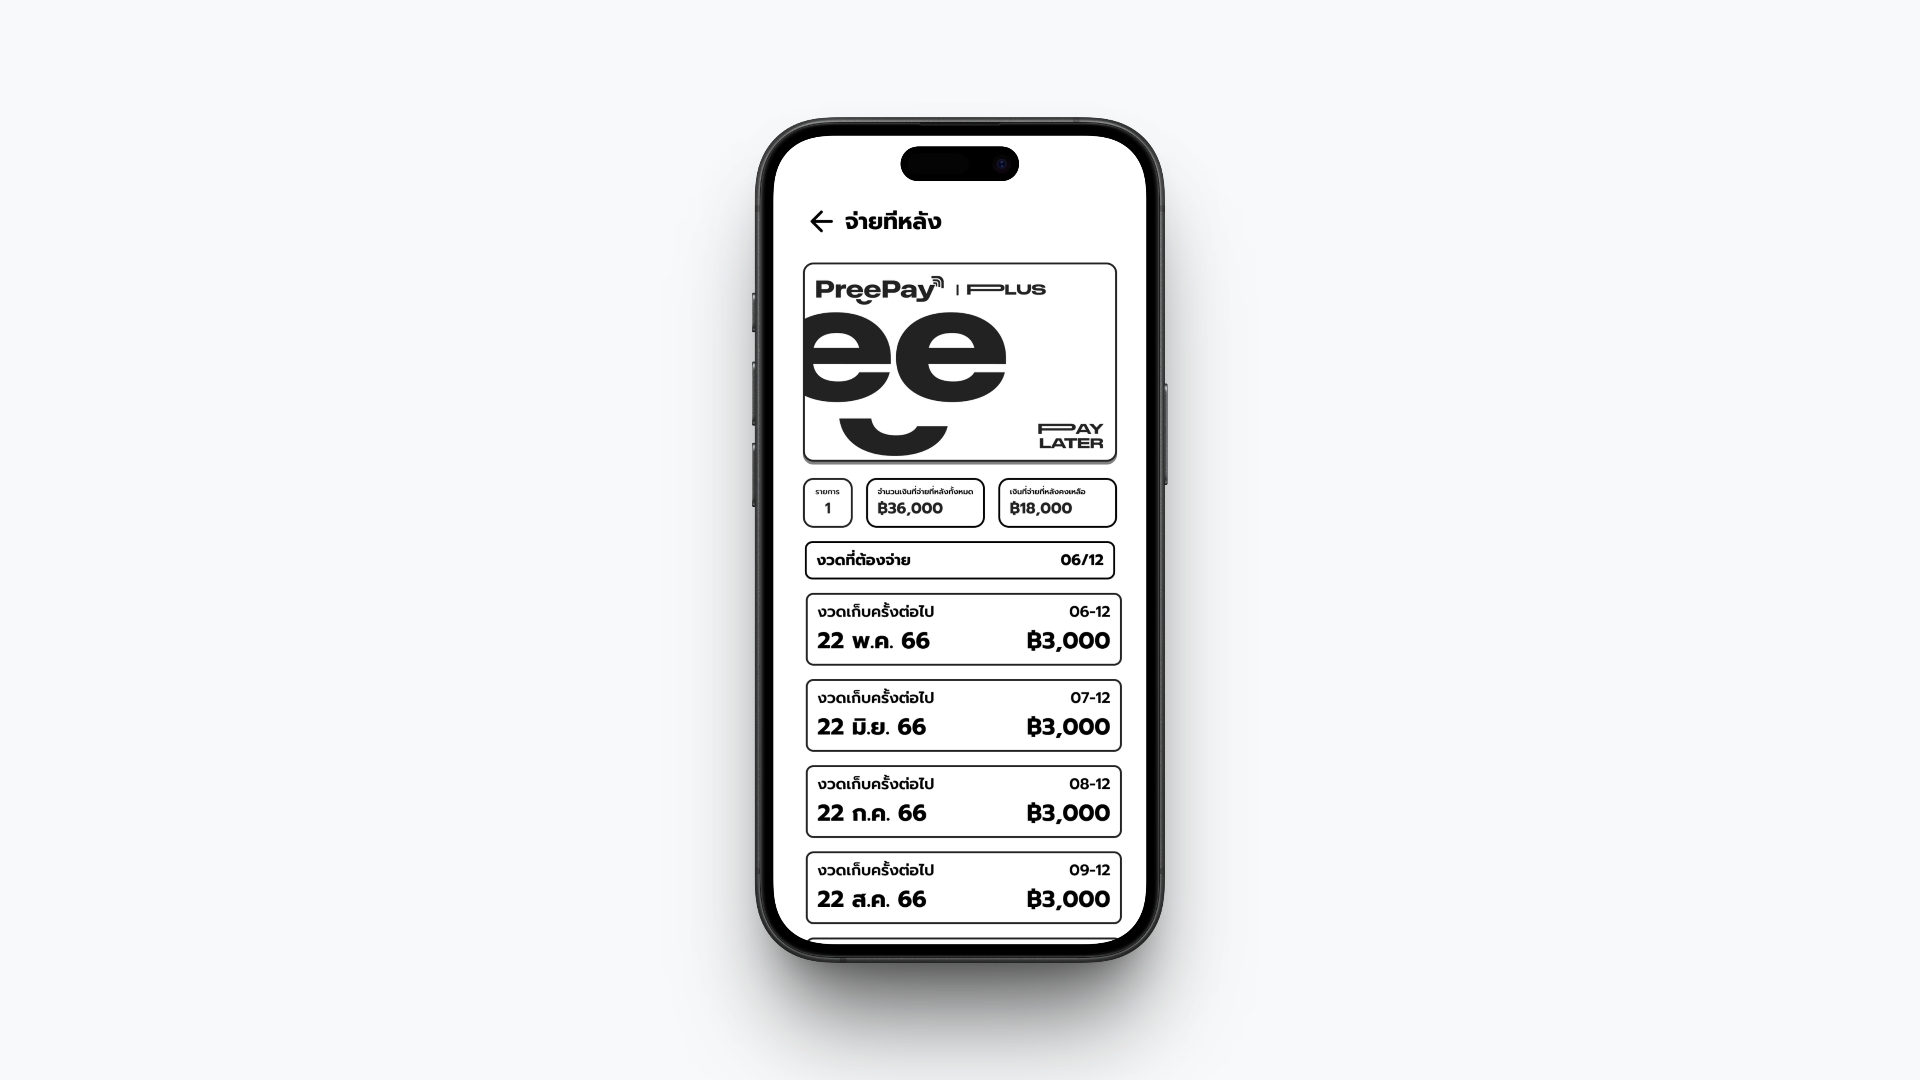 จ่ายทีหลัง
PreePay | PLUS
ee
PAY
LATER
รายการ
1
จำนวนเงินที่จ่ายที่หลังทั้งหมด
฿36,000
เงินที่จ่ายที่หลังคงเหลือ
฿18,000
งวดที่ต้องจ่าย 06/12
งวดเก็บครั้งต่อไป 06-12
22 พ.ค. 66 ฿3,000
งวดเก็บครั้งต่อไป 07-12
22 มิ.ย. 66 ฿3,000
งวดเก็บครั้งต่อไป 08-12
22 ก.ค. 66 ฿3,000
งวดเก็บครั้งต่อไป 09-12
22 ส.ค. 66 ฿3,000